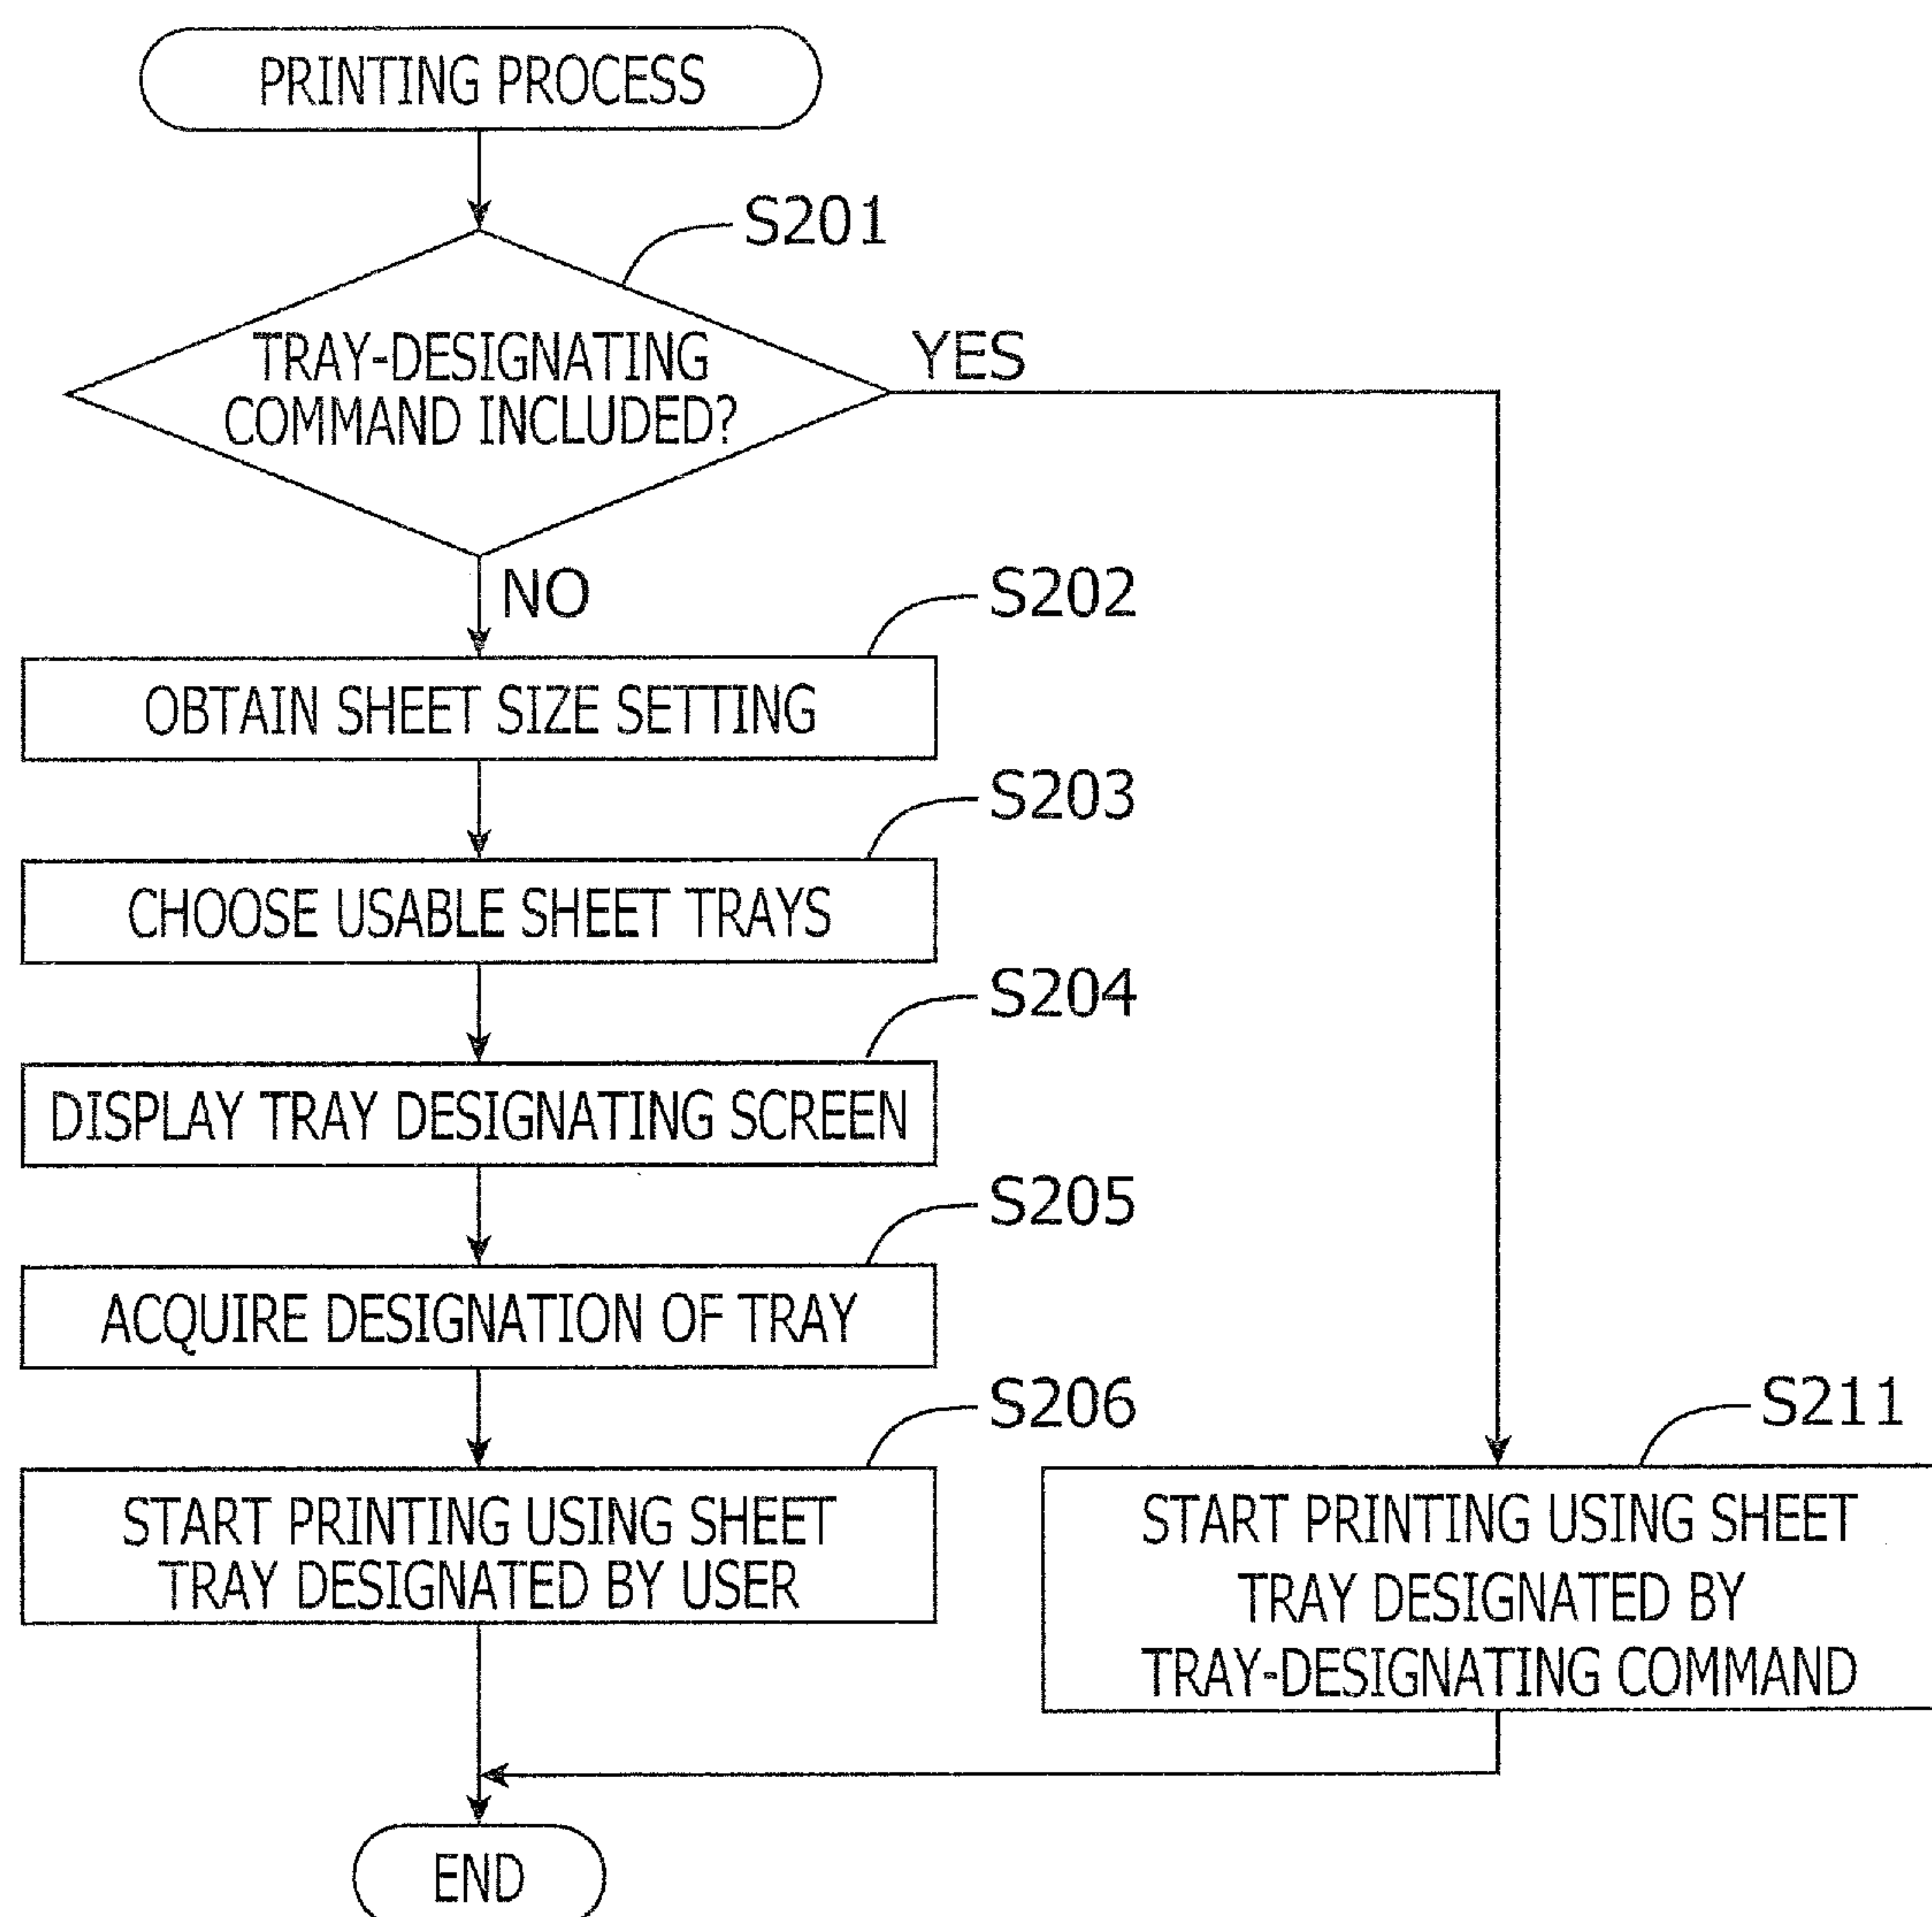 PRINTING PROCESS
S201
TRAY-DESIGNATING
COMMAND INCLUDED?
YES
NO
S202
OBTAIN SHEET SIZE SETTING
S203
CHOOSE USABLE SHEET TRAYS
S204
DISPLAY TRAY DESIGNATING SCREEN
S205
ACQUIRE DESIGNATION OF TRAY
S206
START PRINTING USING SHEET
TRAY DESIGNATED BY USER
S211
START PRINTING USING SHEET
TRAY DESIGNATED BY
TRAY-DESIGNATING COMMAND
END